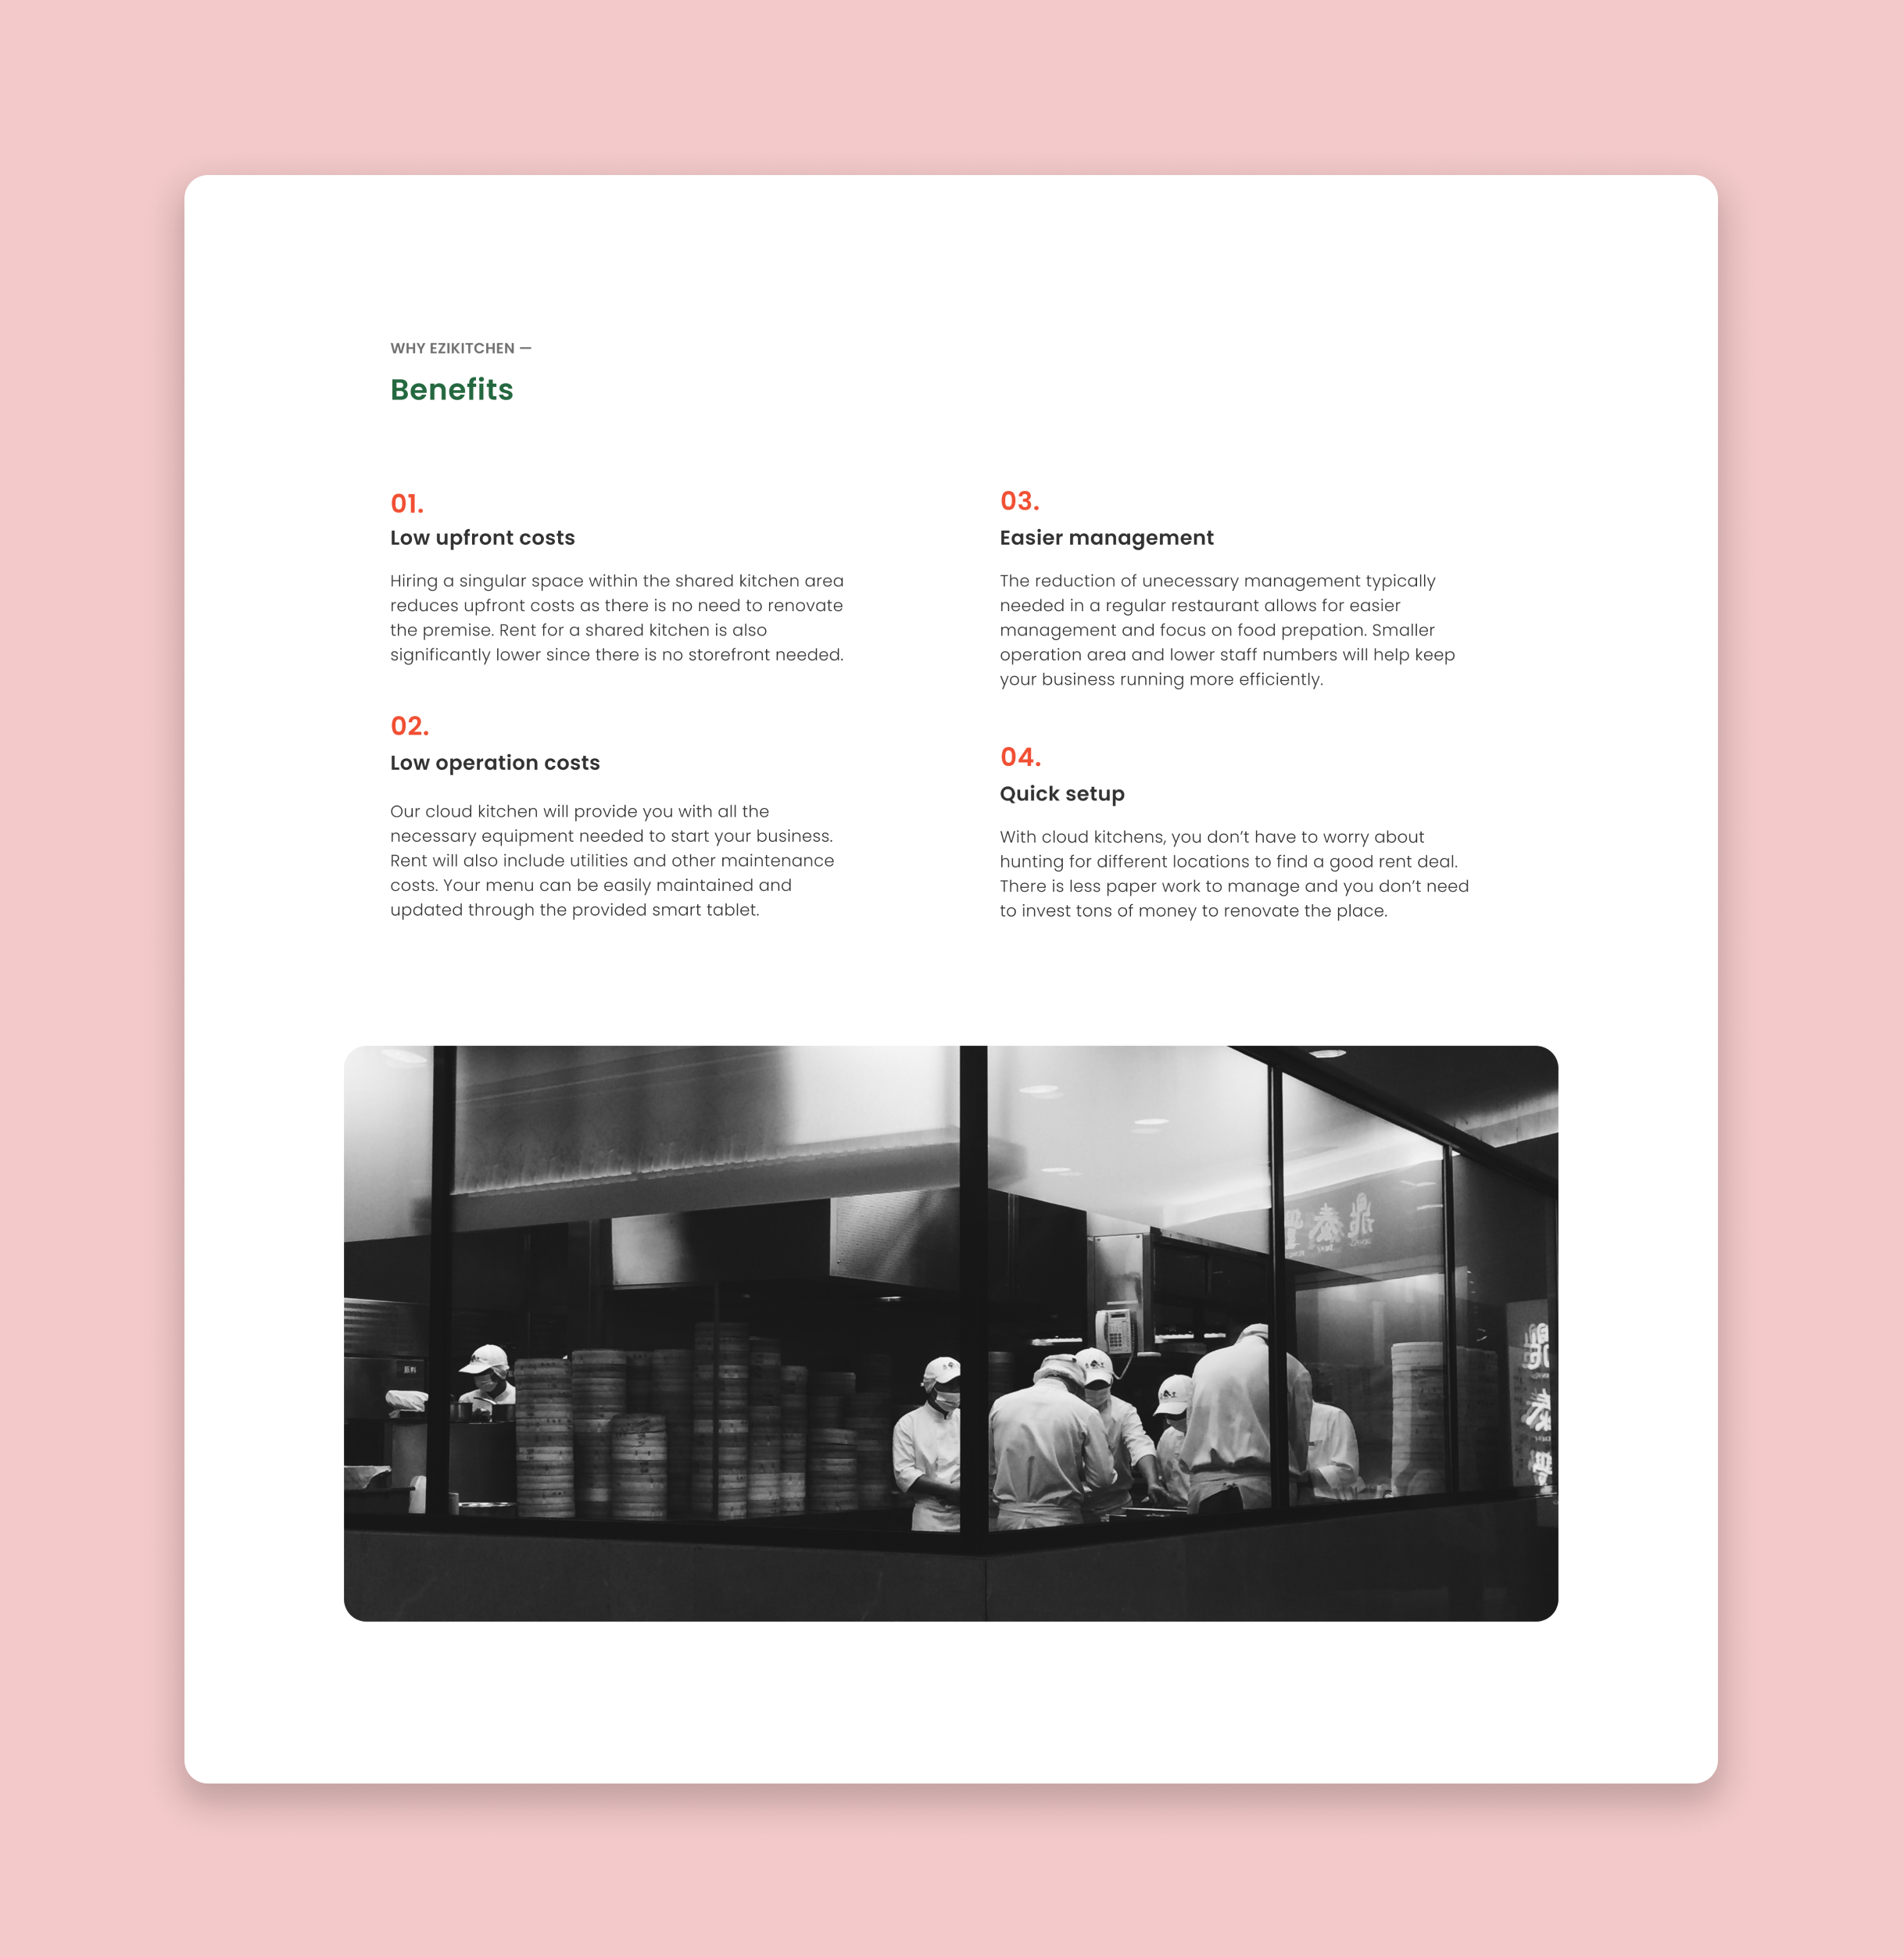 WHY EZIKITCHEN —
Benefits
01.
Low upfront costs
Hiring a singular space within the shared kitchen area
reduces upfront costs as there is no need to renovate
the premise. Rent for a shared kitchen is also
significantly lower since there is no storefront needed.
02.
Low operation costs
Our cloud kitchen will provide you with all the
necessary equipment needed to start your business.
Rent will also include utilities and other maintenance
costs. Your menu can be easily maintained and
updated through the provided smart tablet.
03.
Easier management
The reduction of unecessary management typically
needed in a regular restaurant allows for easier
management and focus on food prepation. Smaller
operation area and lower staff numbers will help keep
your business running more efficiently.
04.
Quick setup
With cloud kitchens, you don’t have to worry about
hunting for different locations to find a good rent deal.
There is less paper work to manage and you don’t need
to invest tons of money to renovate the place.